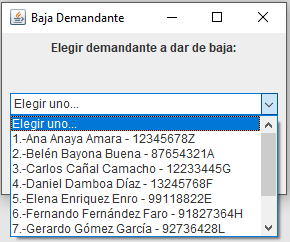 Baja Demandante
Elegir demandante a dar de baja:
Elegir uno...
Elegir uno...
1.-Ana Anaya Amara - 12345678Z
2.-Belén Bayona Buena - 87654321A
3.-Carlos Cañal Camacho - 12233445G
4.-Daniel Damboa Díaz - 13245768F
5.-Elena Enriquez Enro - 99118822E
6.-Fernando Fernández Faro - 91827364H
7.-Gerardo Gómez García - 92736428L